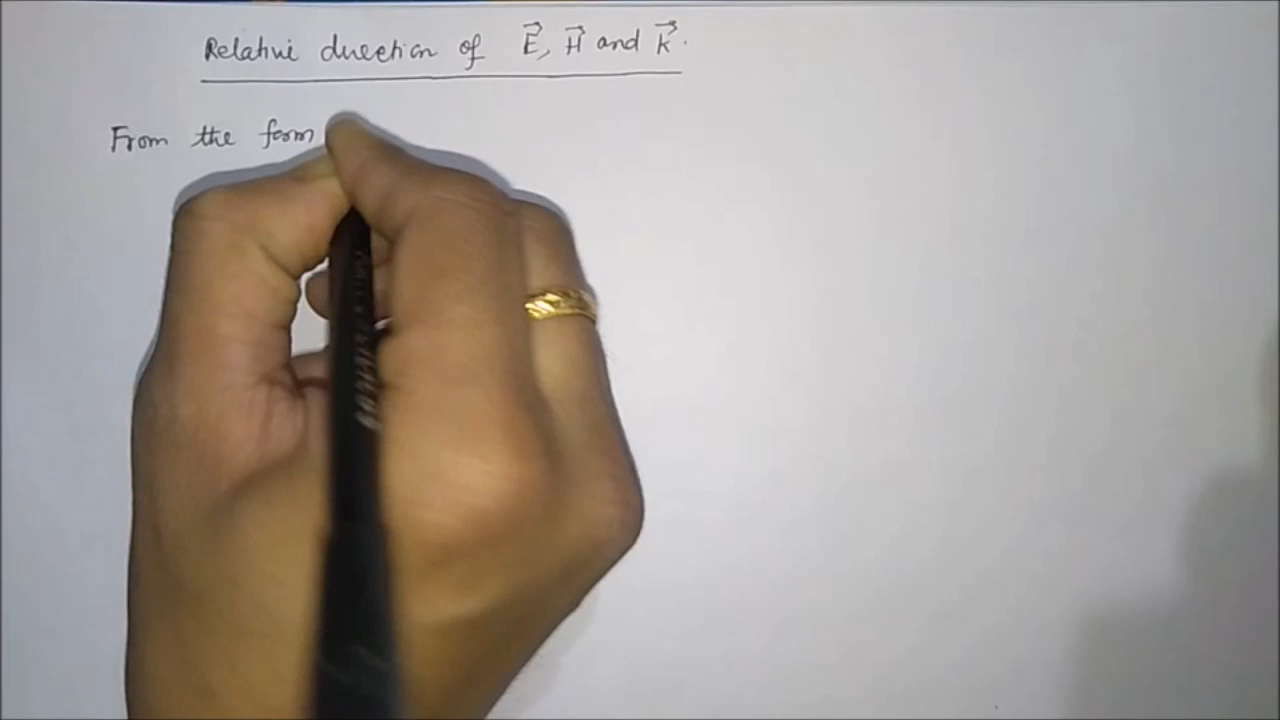 Relative direction of E⃗, H⃗ and K⃗.
From the form